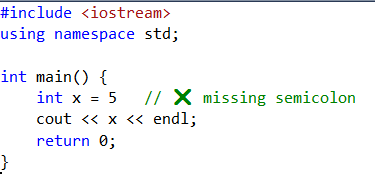 #include <iostream>
using namespace std;
int main() {
    int x = 5   // ❌ missing semicolon
    cout << x << endl;
    return 0;
}